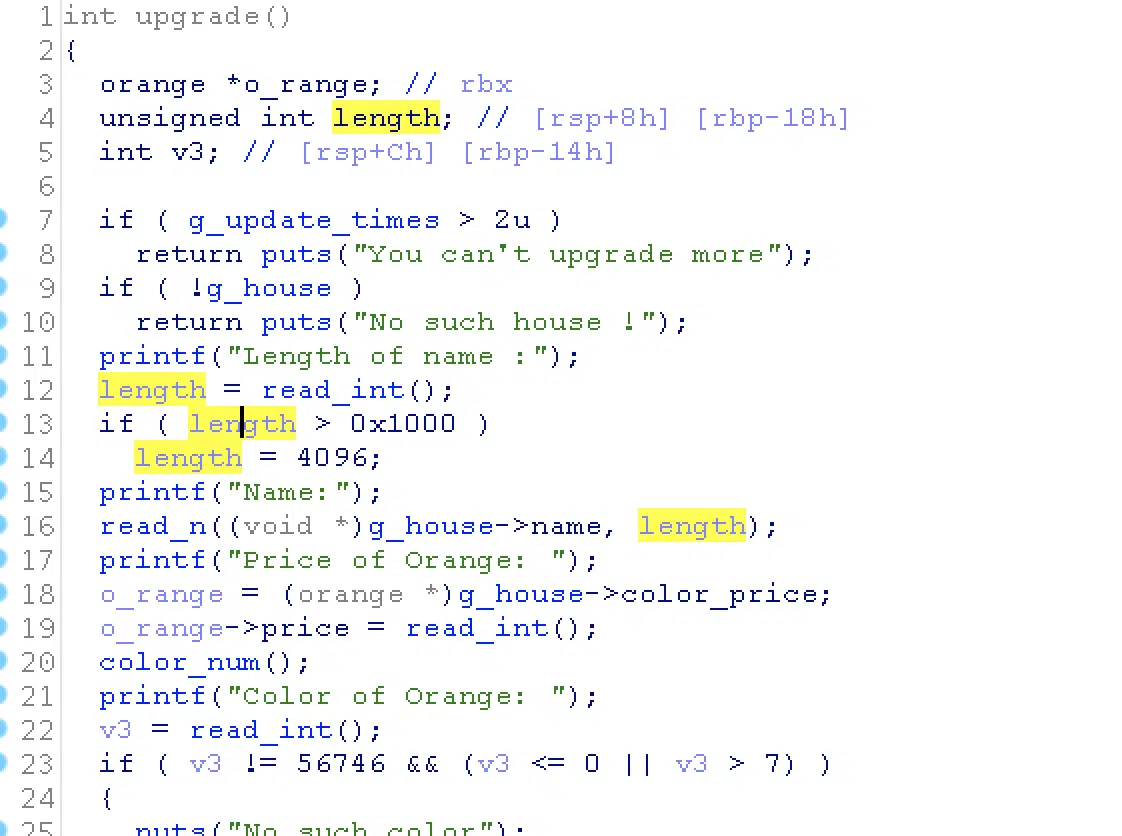 1 int upgrade()
2 {
3   orange *o_range; // rbx
4   unsigned int length; // [rsp+8h] [rbp-18h]
5   int v3; // [rsp+Ch] [rbp-14h]
6
7   if ( g_update_times > 2u )
8     return puts("You can't upgrade more");
9   if ( !g_house )
10     return puts("No such house !");
11   printf("Length of name :");
12   length = read_int();
13   if ( length > 0x1000 )
14     length = 4096;
15   printf("Name:");
16   read_n((void *)g_house->name, length);
17   printf("Price of Orange: ");
18   o_range = (orange *)g_house->color_price;
19   o_range->price = read_int();
20   color_num();
21   printf("Color of Orange: ");
22   v3 = read_int();
23   if ( v3 != 56746 && (v3 <= 0 || v3 > 7) )
24   {
25     puts("No such color");